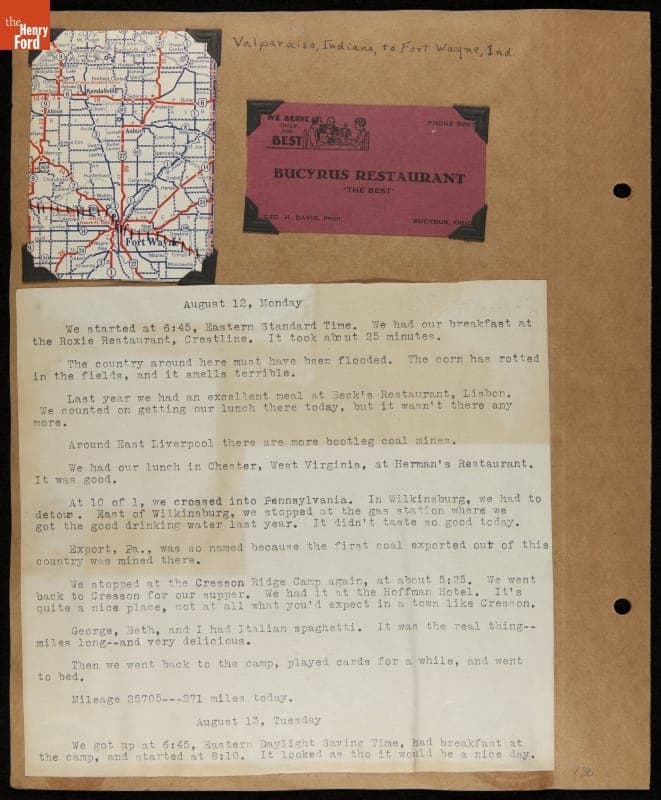 the
Henry
Ford
Valparaiso, Indiana, to Fort Wayne, Ind.
Kendallville
Auburn
Fort Wayne
WE SERVE
ONLY
THE
BEST
PHONE
BUCYRUS RESTAURANT
"THE BEST"
GEO. H. DAVIS, PROP.
BUCYRUS, OHIO
August 12, Monday
We started at 6:45, Eastern Standard Time. We had our breakfast at
the Roxie Restaurant, Crestline. It took about 25 minutes.
The country around here must have been flooded. The corn has rotted
in the fields, and it smells terrible.
Last year we had an excellent meal at Beck's Restaurant, Lisbon.
We counted on getting our lunch there today, but it wasn't there any
more.
Around East Liverpool there are more bootleg coal mines.
We had our lunch in Chester, West Virginia, at Herman's Restaurant.
It was good.
At 10 of 1, we crossed into Pennsylvania. In Wilkinsburg, we had to
detour. East of Wilkinsburg, we stopped at the gas station where we
got the good drinking water last year. It didn't taste so good today.
Export, Pa., was so named because the first coal exported out of this
country was mined there.
We stopped at the Cresson Ridge Camp again, at about 5:25. We went
back to Cresson for our supper. We had it at the Hoffman Hotel. It's
quite a nice place, not at all what you'd expect in a town like Cresson.
George, Beth, and I had Italian spaghetti. It was the real thing--
miles long--and very delicious.
Then we went back to the camp, played cards for a while, and went
to bed.
Mileage 25705---271 miles today.
August 13, Tuesday
We got up at 6:45, Eastern Daylight Saving Time, had breakfast at
the camp, and started at 8:10. It looked as tho it would be a nice day.